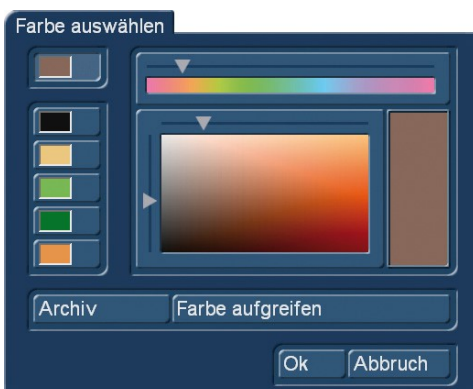 Farbe auswählen
Archiv
Farbe aufgreifen
Ok
Abbruch